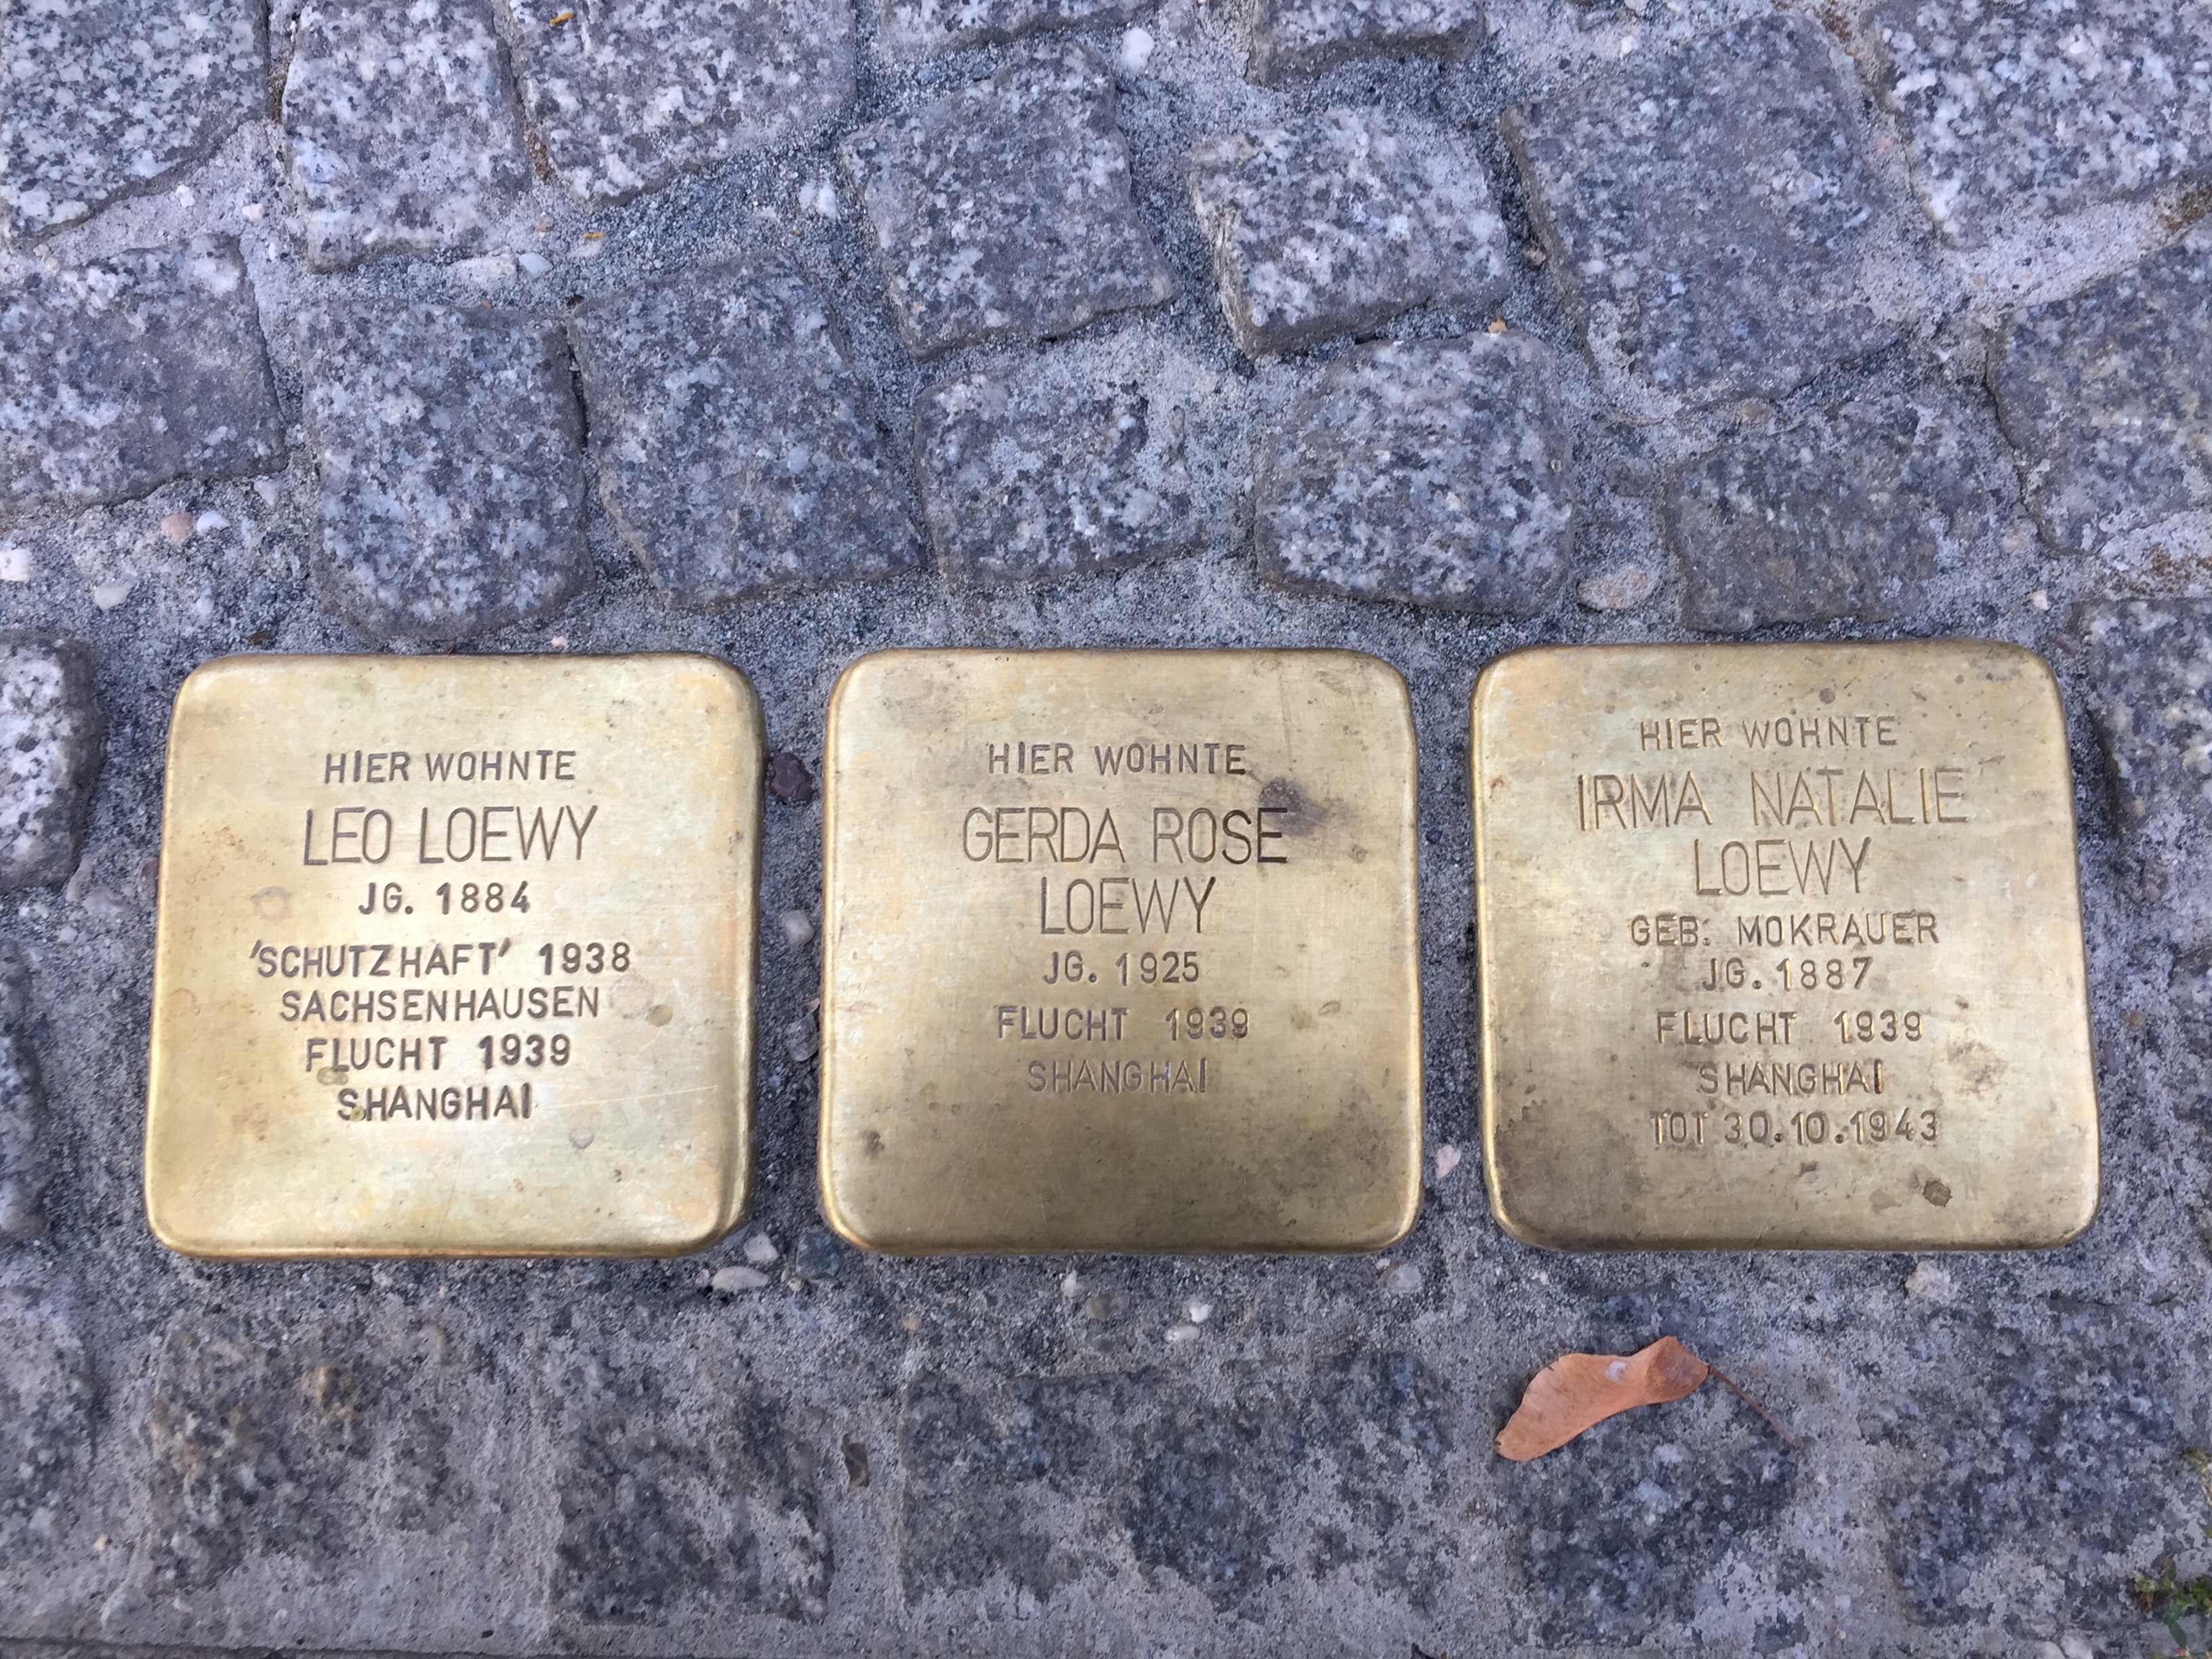 HIER WOHNTE
LEO LOEWY
JG. 1884
'SCHUTZHAFT' 1938
SACHSENHAUSEN
FLUCHT 1939
SHANGHAI
HIER WOHNTE
GERDA ROSE
LOEWY
JG. 1925
FLUCHT 1939
SHANGHAI
HIER WOHNTE
IRMA NATALIE
LOEWY
GEB. MOKRAUER
JG. 1887
FLUCHT 1939
SHANGHAI
TOT 30.10.1943